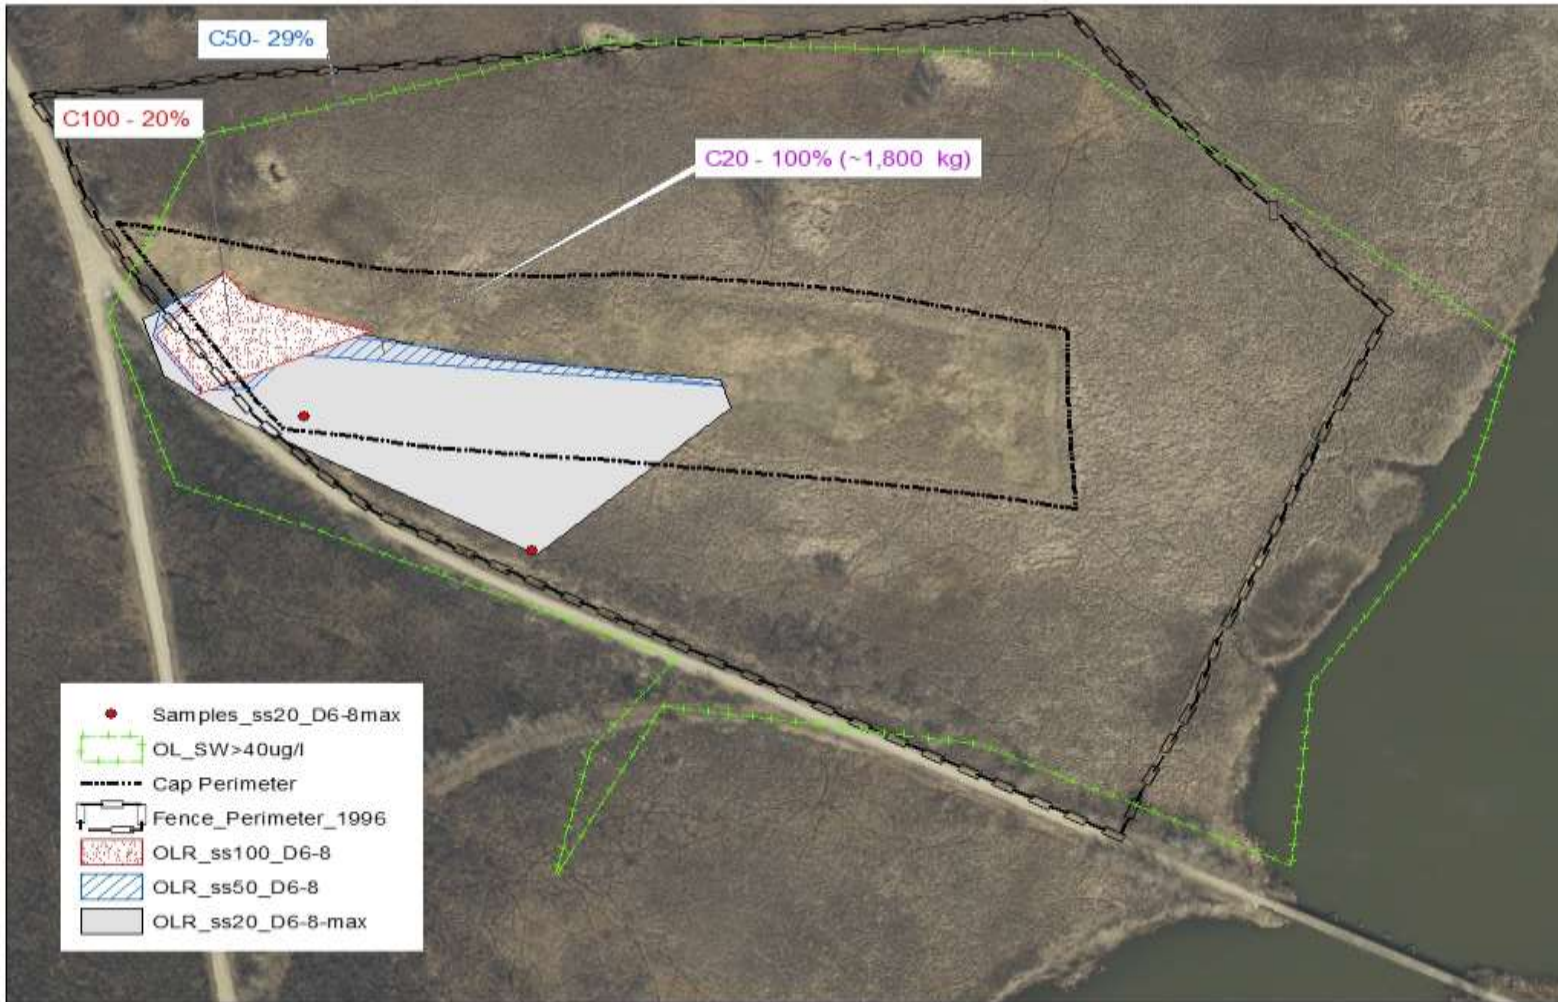 C50- 29%
C100 - 20%
C20 - 100% (~1,800 kg)
Samples_ss20_D6-8max
OL_SW>40ug/l
Cap Perimeter
Fence_Perimeter_1996
OLR_ss100_D6-8
OLR_ss50_D6-8
OLR_ss20_D6-8-max